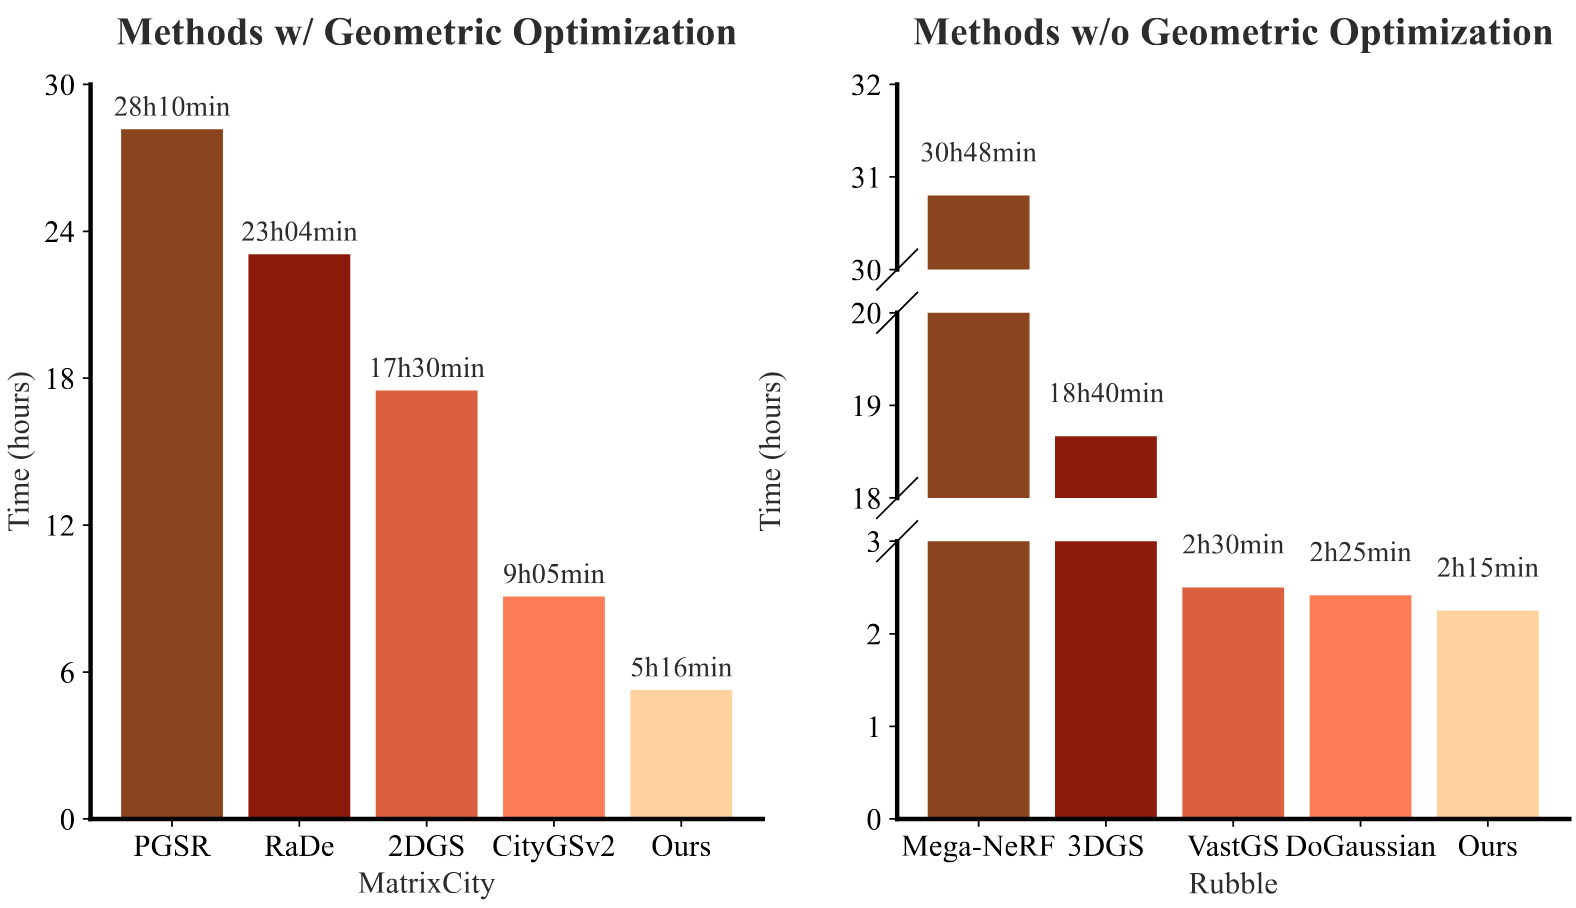 Methods w/ Geometric Optimization
Time (hours)
30
24
18
12
6
0
28h10min
23h04min
17h30min
9h05min
5h16min
PGSR RaDe 2DGS CityGSv2 Ours
MatrixCity
Methods w/o Geometric Optimization
Time (hours)
32
31
30
20
19
18
3
2
1
0
30h48min
18h40min
2h30min
2h25min
2h15min
Mega-NeRF 3DGS VastGS DoGaussian Ours
Rubble